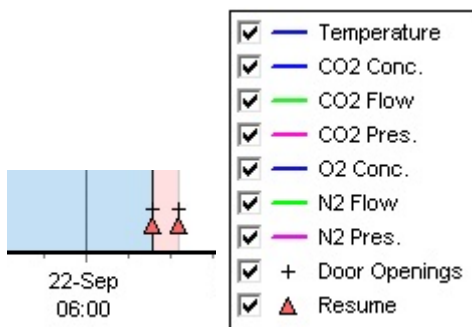 Temperature
CO2 Conc.
CO2 Flow
CO2 Pres.
O2 Conc.
N2 Flow
N2 Pres.
Door Openings
Resume
22-Sep
06:00